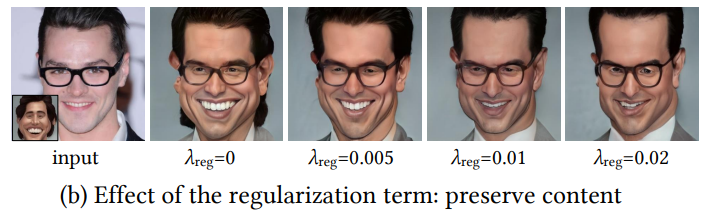 input λreg=0 λreg=0.005 λreg=0.01 λreg=0.02
(b) Effect of the regularization term: preserve content